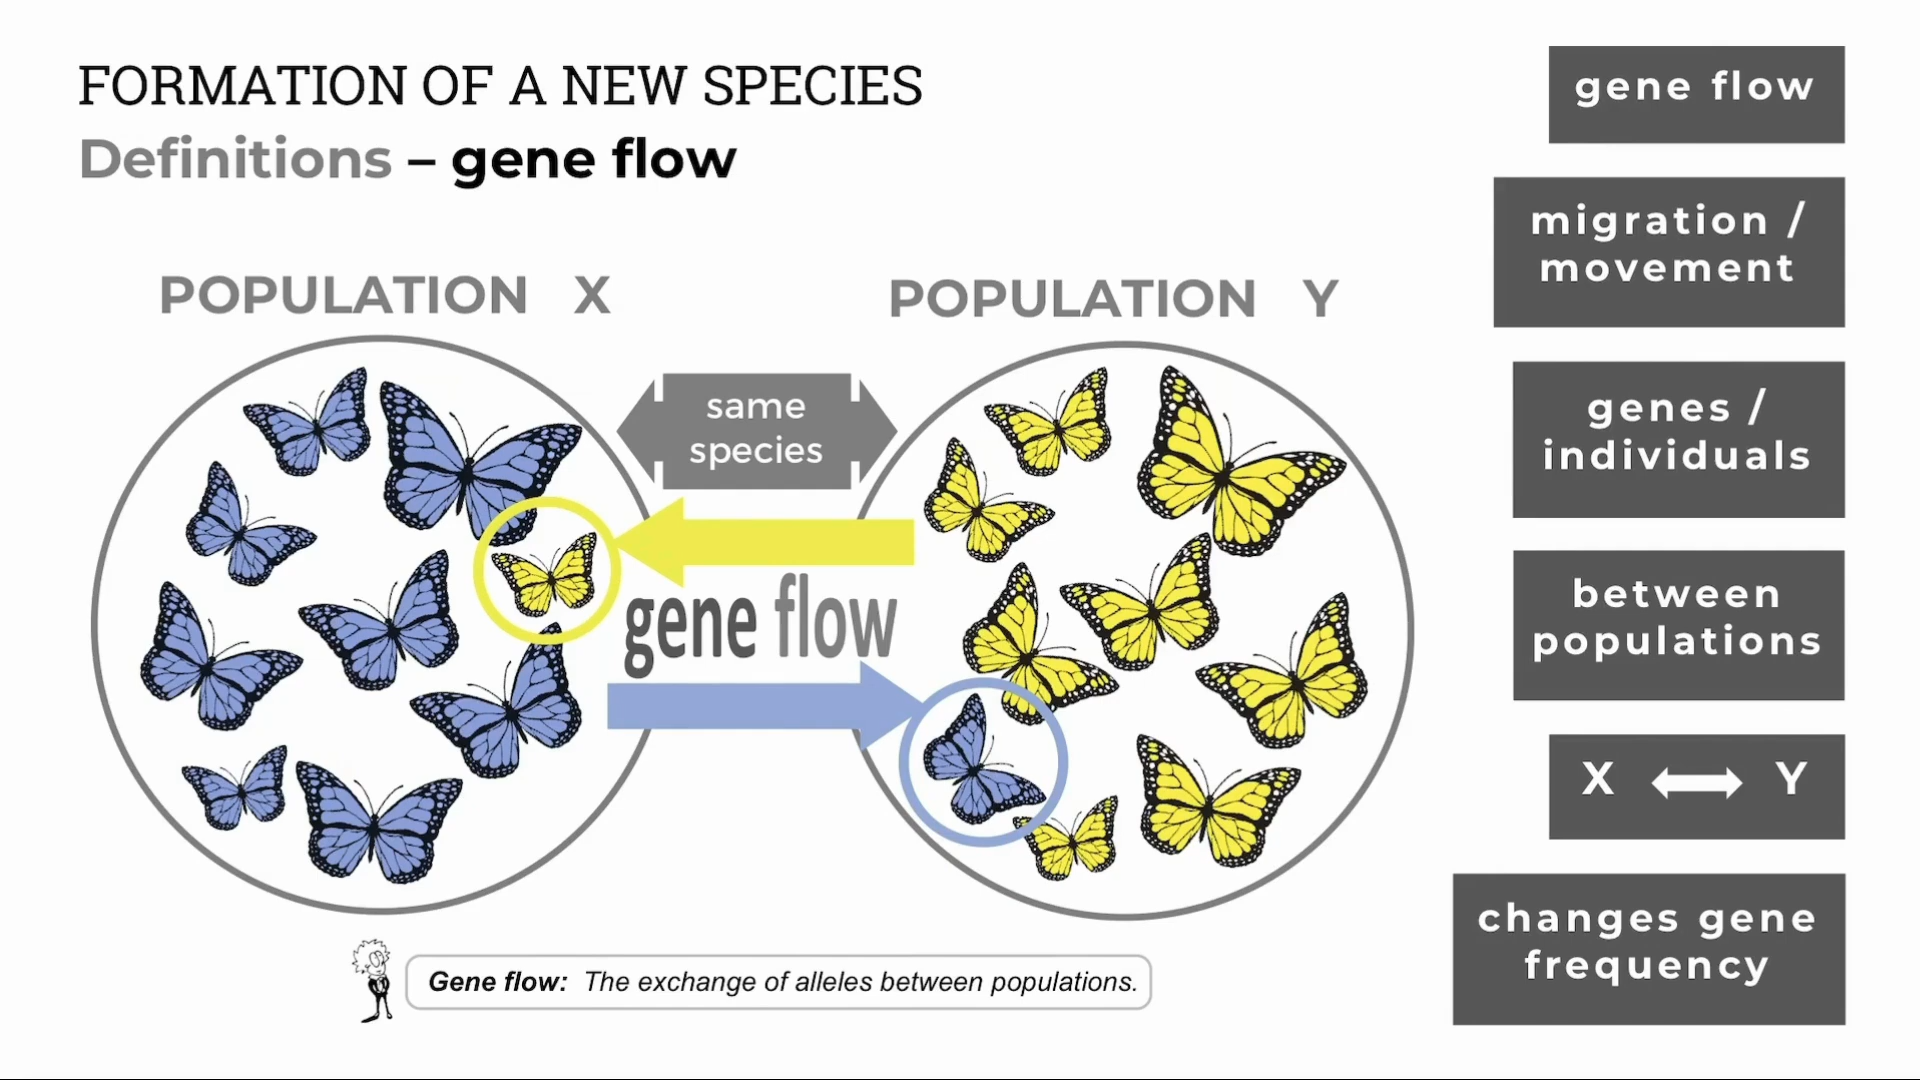 FORMATION OF A NEW SPECIES
Definitions – gene flow
POPULATION X
POPULATION Y
same
species
gene flow
Gene flow: The exchange of alleles between populations.
gene flow
migration /
movement
genes /
individuals
between
populations
X Y
changes gene
frequency